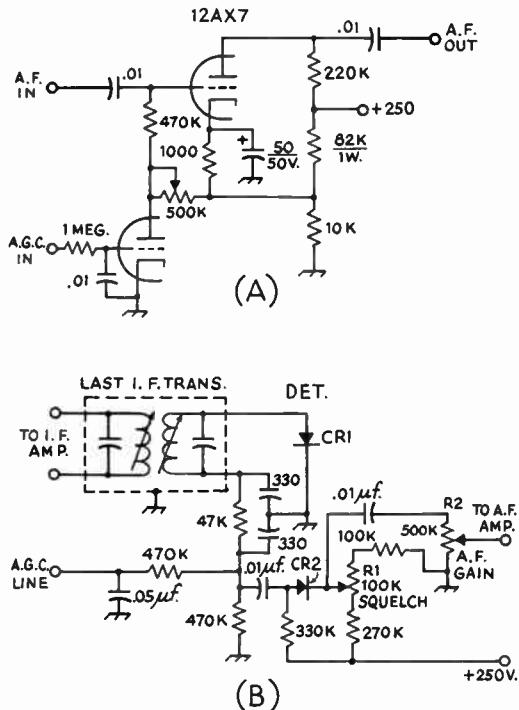 12AX7
A.F.
IN
.01
470K
1000
+
50
50V.
.01
A.F.
OUT
220K
+250
82K
1W.
500K
10K
A.G.C.
IN
1 MEG.
.01
(A)
LAST I.F. TRANS.
TO I.F.
AMP.
DET.
CR1
330
47K
330
A.G.C.
LINE
470K
.05μf.
.01μf.
CR2
470K
330K
.01μf.
100K
R1
100K
SQUELCH
270K
R2
500K
A.F.
GAIN
TO A.F.
AMP.
+250V.
(B)